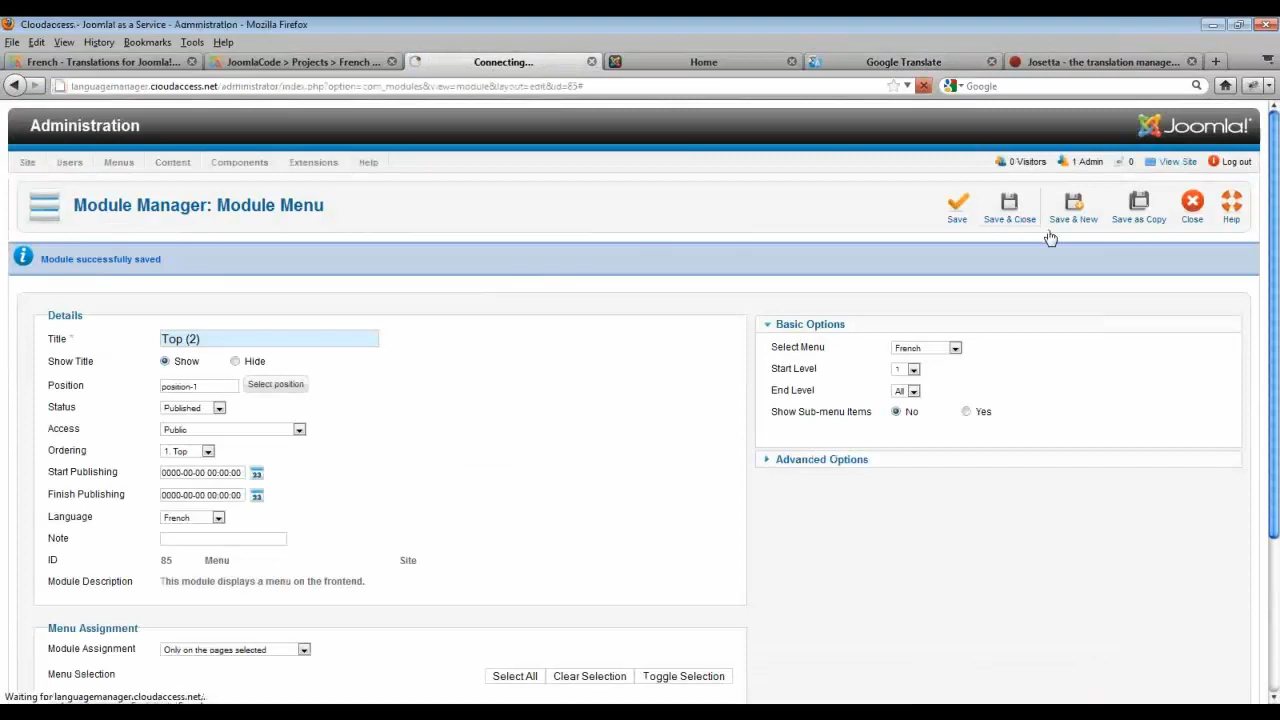 Cloudaccess - Joomla as a Service - Administration - Mozilla Firefox
File Edit View History Bookmarks Tools Help
French - Translations for Joomla!... JoomlaCode > Projects > French ... Connecting... Home Google Translate Josetta - the translation manage...
languagemanager.cloudaccess.net/administrator/index.php?option=com_modules&view=module&layout=edit&id=85# Google
Administration Joomla!
Site Users Menus Content Components Extensions Help 0 Visitors 1 Admin 0 View Site Log out
Module Manager: Module Menu
Save Save & Close Save & New Save as Copy Close Help
Module successfully saved
Details
Title * Top (2)
Show Title Show Hide
Position position-1 Select position
Status Published
Access Public
Ordering 1. Top
Start Publishing 0000-00-00 00:00:00 23
Finish Publishing 0000-00-00 00:00:00 23
Language French
Note
ID 85 Menu Site
Module Description This module displays a menu on the frontend.
Basic Options
Select Menu French
Start Level 1
End Level All
Show Sub-menu Items No Yes
Advanced Options
Menu Assignment
Module Assignment Only on the pages selected
Menu Selection Select All Clear Selection Toggle Selection
Waiting for languagemanager.cloudaccess.net...